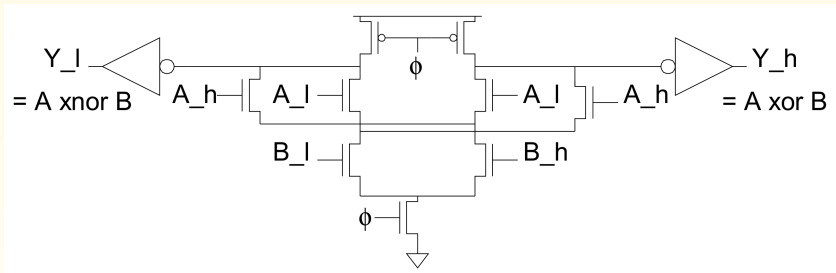 Y_l
Y_h
ϕ
= A xnor B
A_h
A_l
A_l
A_h
= A xor B
B_l
B_h
ϕ